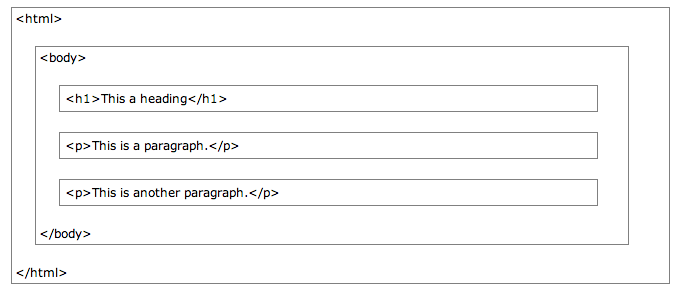 <html>
<body>
<h1>This a heading</h1>
<p>This is a paragraph.</p>
<p>This is another paragraph.</p>
</body>
</html>